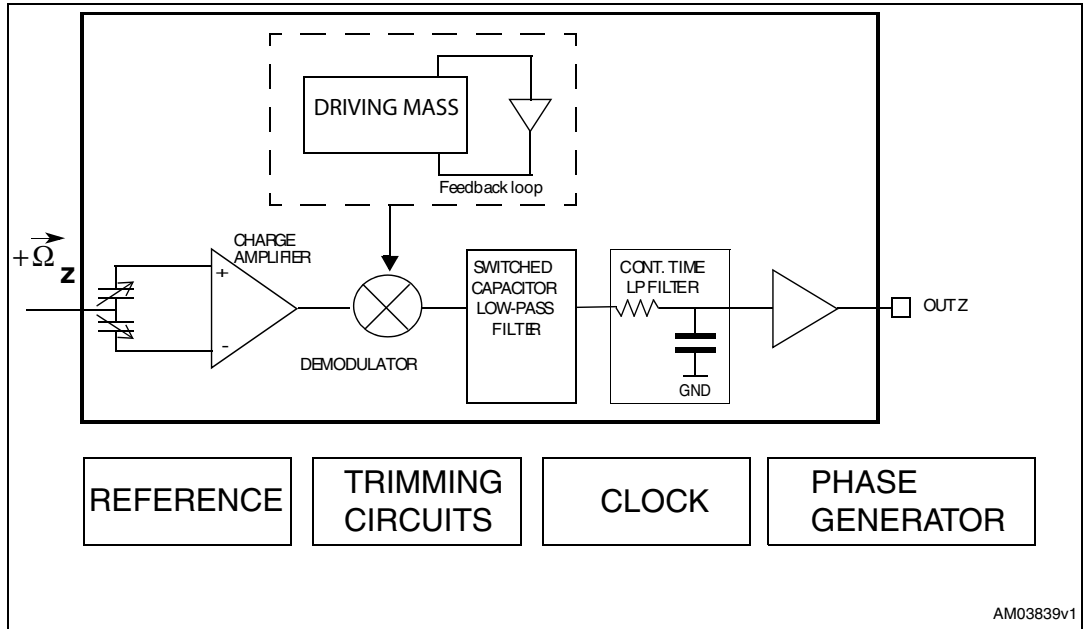 DRIVING MASS
Feedback loop
+Ω
z
CHARGE
AMPLIFIER
+
-
DEMODULATOR
SWITCHED
CAPACITOR
LOW-PASS
FILTER
CONT. TIME
LP FILTER
GND
OUTZ
REFERENCE
TRIMMING
CIRCUITS
CLOCK
PHASE
GENERATOR
AM03839v1